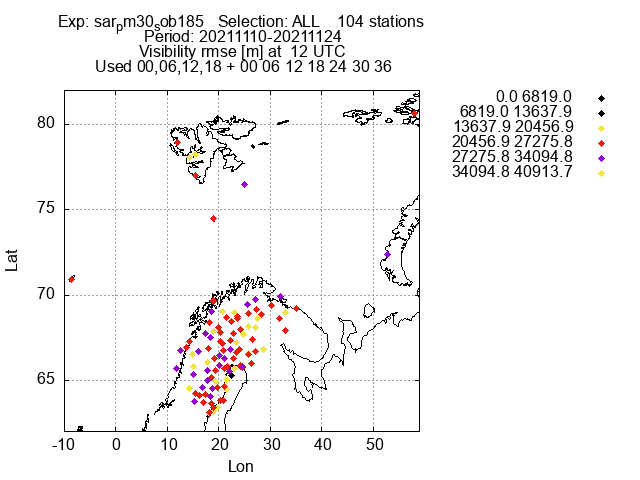 Exp: sarpm30sob185 Selection: ALL 104 stations
Period: 20211110-20211124
Visibility rmse [m] at 12 UTC
Used 00,06,12,18 + 00 06 12 18 24 30 36
0.0 6819.0
6819.0 13637.9
13637.9 20456.9
20456.9 27275.8
27275.8 34094.8
34094.8 40913.7
80
75
70
65
Lat
-10 0 10 20 30 40 50
Lon